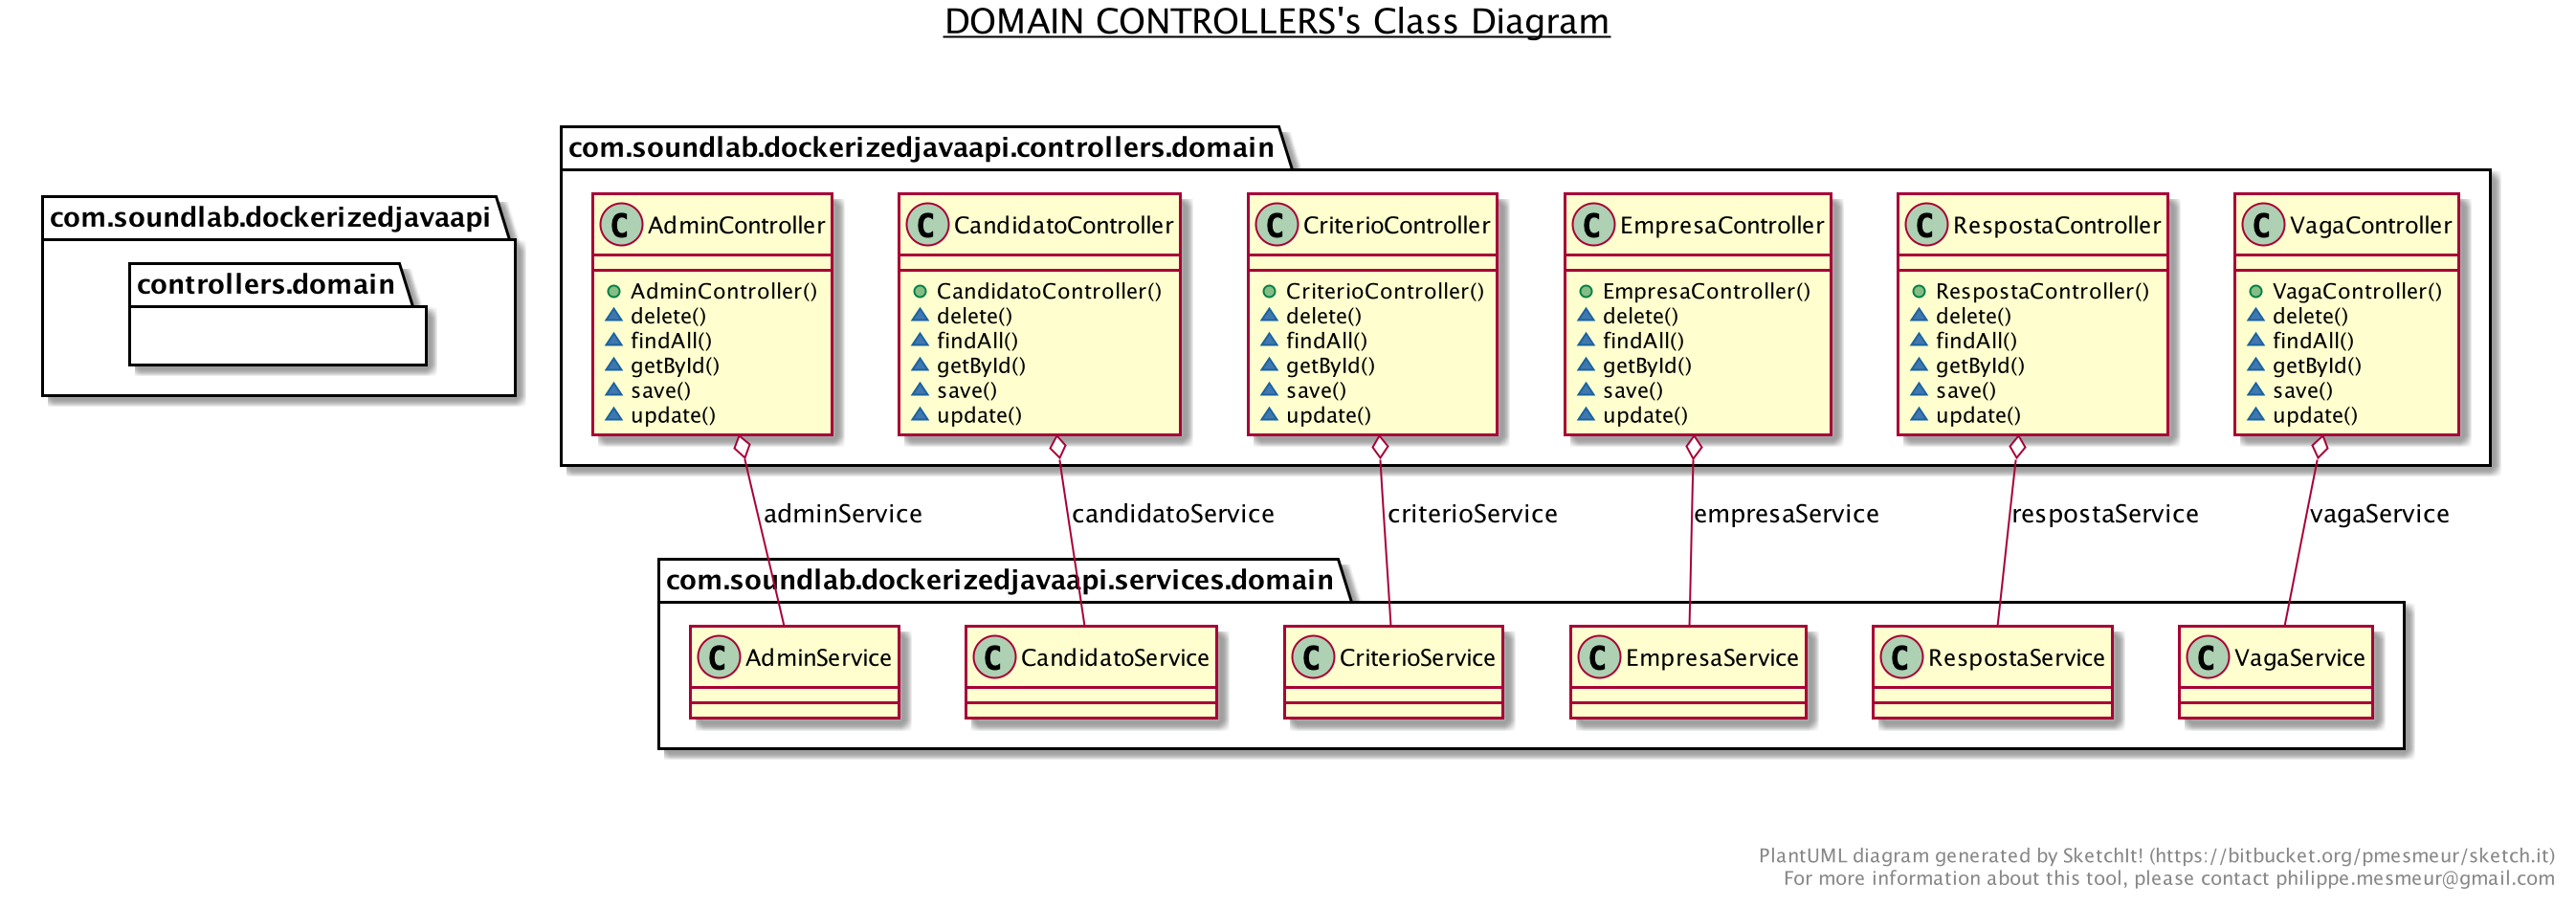 DOMAIN CONTROLLERS's Class Diagram
com.soundlab.dockerizedjavaapi
controllers.domain
com.soundlab.dockerizedjavaapi.controllers.domain
C AdminController
AdminController()
delete()
findAll()
getById()
save()
update()
C CandidatoController
CandidatoController()
delete()
findAll()
getById()
save()
update()
C CriterioController
CriterioController()
delete()
findAll()
getById()
save()
update()
C EmpresaController
EmpresaController()
delete()
findAll()
getById()
save()
update()
C RespostaController
RespostaController()
delete()
findAll()
getById()
save()
update()
C VagaController
VagaController()
delete()
findAll()
getById()
save()
update()
adminService
candidatoService
criterioService
empresaService
respostaService
vagaService
com.soundlab.dockerizedjavaapi.services.domain
C AdminService
C CandidatoService
C CriterioService
C EmpresaService
C RespostaService
C VagaService
PlantUML diagram generated by SketchIt! (https://bitbucket.org/pmesmeur/sketch.it)
For more information about this tool, please contact philippe.mesmeur@gmail.com